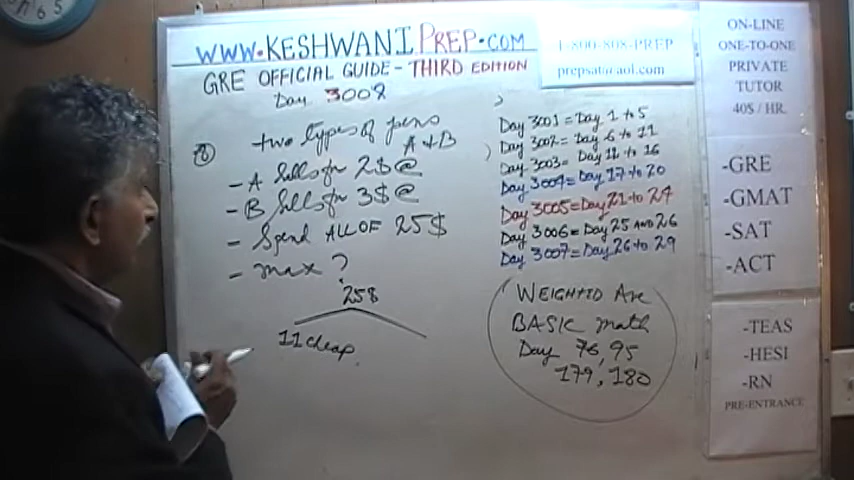 WWW.KESHWANIPREP.COM
GRE OFFICIAL GUIDE - THIRD EDITION
Day 3008
8 two types of pens
A & B
- A sells for 2$ @
- B sells for 3$ @
- Spend ALL OF 25$
- max ?
25$
11 cheap
1-800-808-PREP
prepsat@aol.com
Day 3001 = Day 1 to 5
Day 3002 = Day 6 to 11
Day 3003 = Day 12 to 16
Day 3004 = Day 17 to 20
Day 3005 = Day 21 to 24
Day 3006 = Day 25 AND 26
Day 3007 = Day 26 to 29
WEIGHTED Ave
BASIC math
Day 76, 95
179, 180
ON-LINE
ONE-TO-ONE
PRIVATE
TUTOR
40$ / HR.
-GRE
-GMAT
-SAT
-ACT
-TEAS
-HESI
-RN
PRE-ENTRANCE